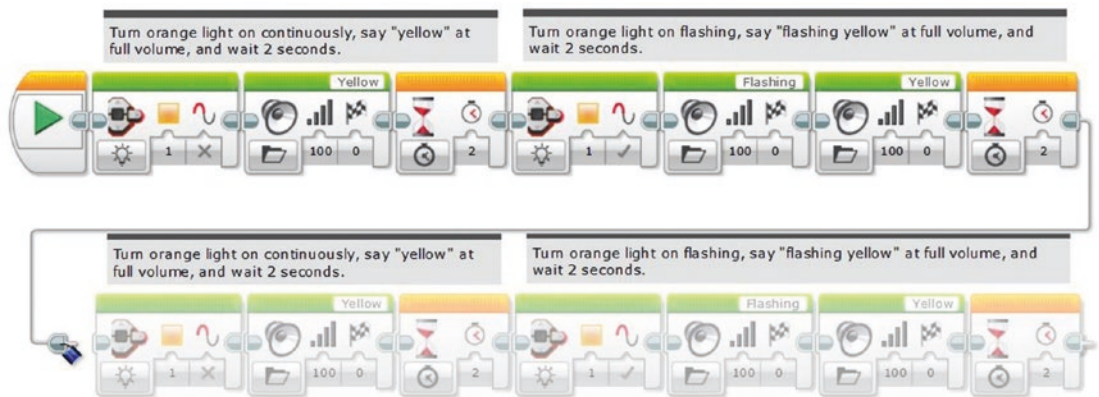 Turn orange light on continuously, say "yellow" at
full volume, and wait 2 seconds.
Turn orange light on flashing, say "flashing yellow" at full volume, and
wait 2 seconds.
Yellow
Flashing
Yellow
1
100 0
2
1
100 0
100 0
2
Turn orange light on continuously, say "yellow" at
full volume, and wait 2 seconds.
Turn orange light on flashing, say "flashing yellow" at full volume, and
wait 2 seconds.
Yellow
Flashing
Yellow
1
100 0
2
1
100 0
100 0
2